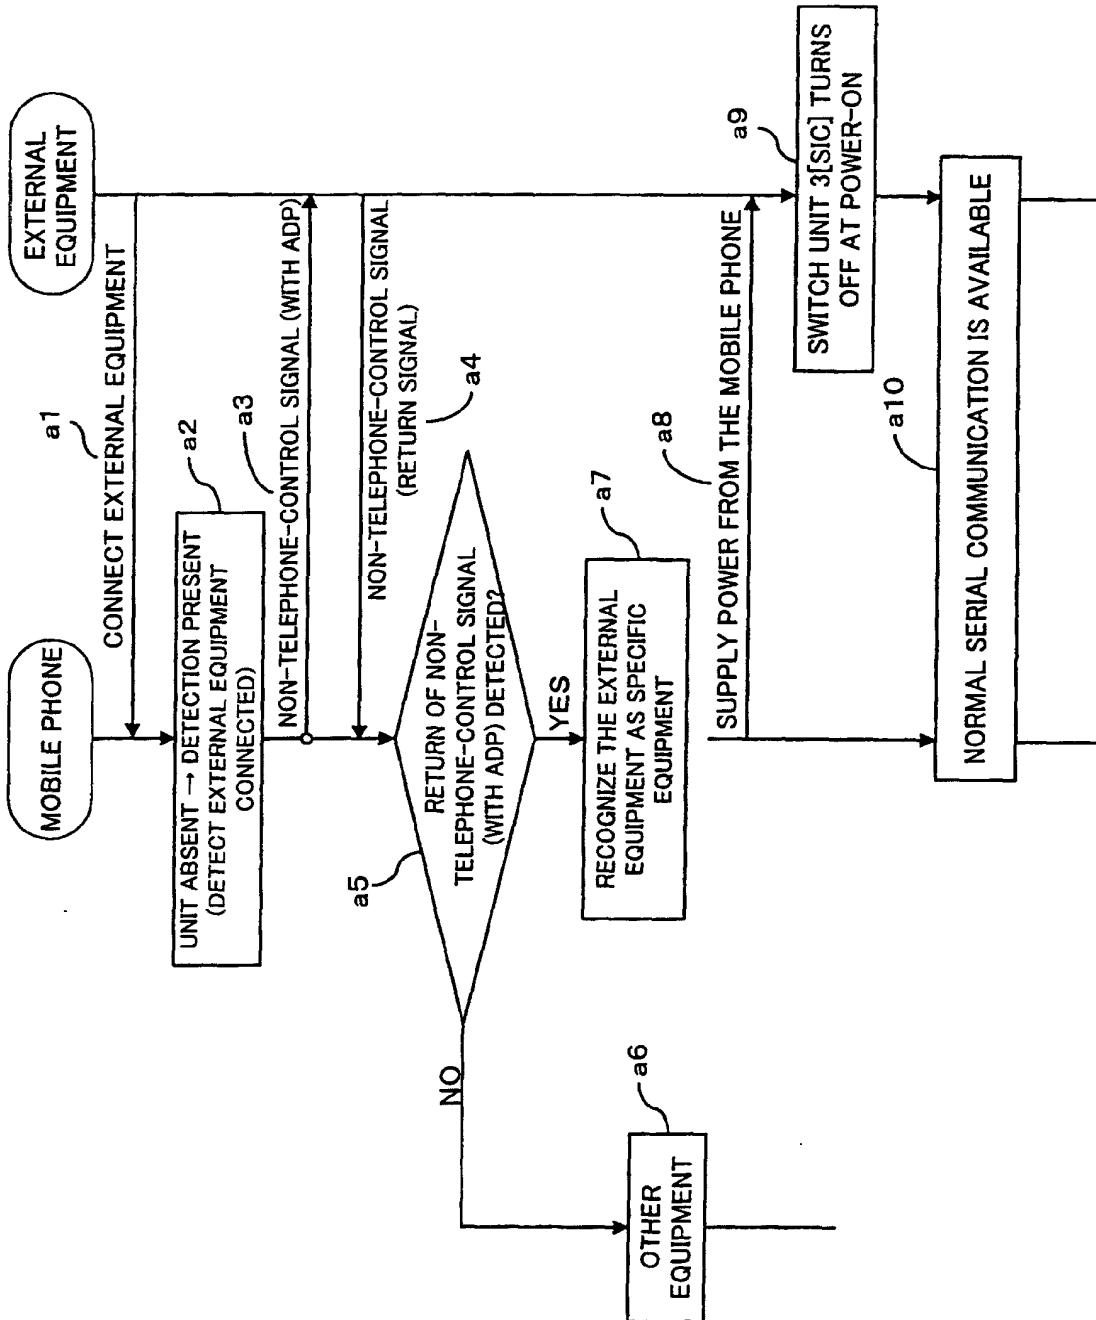 MOBILE PHONE
EXTERNAL
EQUIPMENT
a1
CONNECT EXTERNAL EQUIPMENT
a2
UNIT ABSENT → DETECTION PRESENT
(DETECT EXTERNAL EQUIPMENT
CONNECTED)
a3
NON-TELEPHONE-CONTROL SIGNAL (WITH ADP)
NON-TELEPHONE-CONTROL SIGNAL
(RETURN SIGNAL)
a4
a5
RETURN OF NON-
TELEPHONE-CONTROL SIGNAL
(WITH ADP) DETECTED?
NO
YES
a6
OTHER
EQUIPMENT
a7
RECOGNIZE THE EXTERNAL
EQUIPMENT AS SPECIFIC
EQUIPMENT
a8
SUPPLY POWER FROM THE MOBILE PHONE
a9
SWITCH UNIT 3[SIC] TURNS
OFF AT POWER-ON
a10
NORMAL SERIAL COMMUNICATION IS AVAILABLE